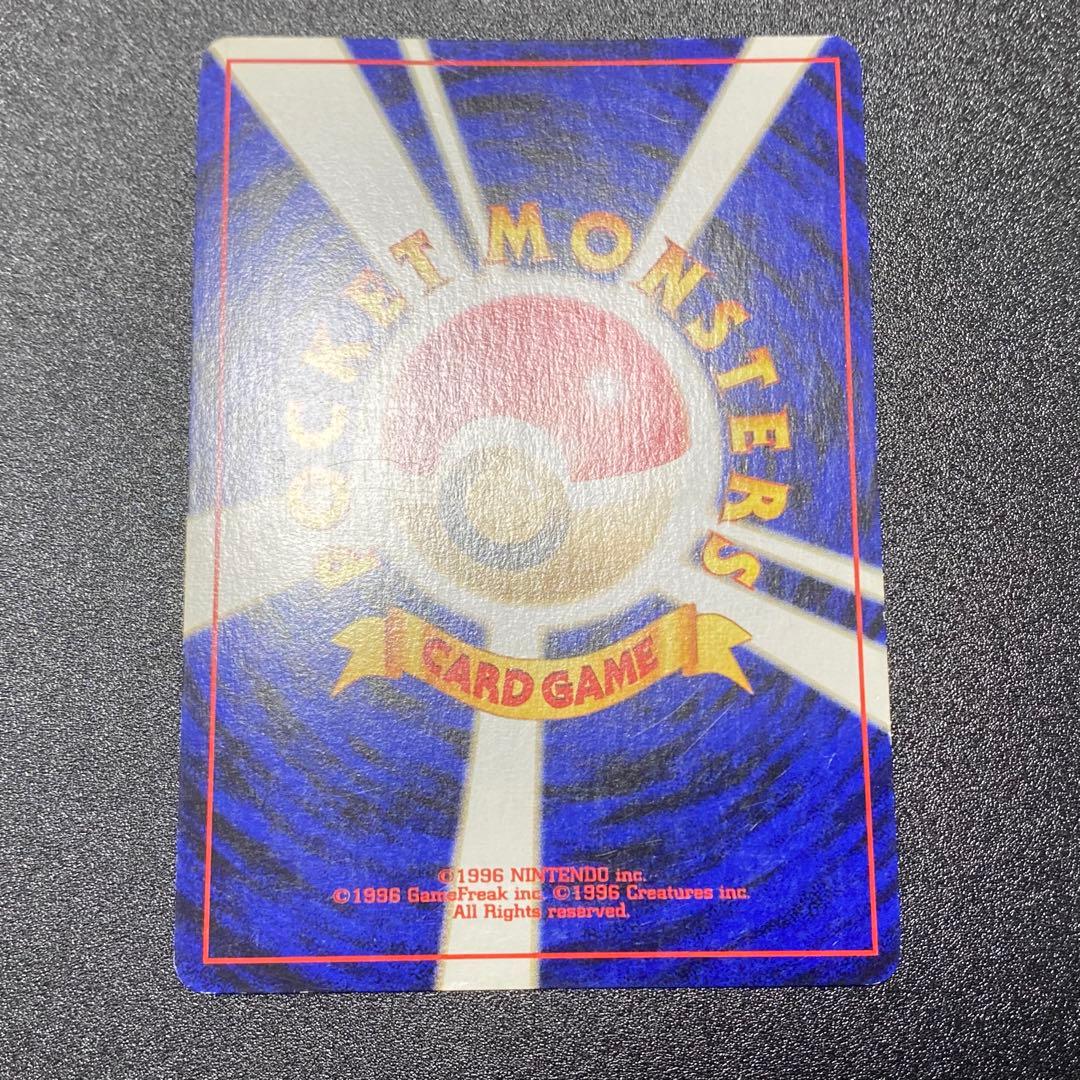 POCKET MONSTERS
CARD GAME
©1996 NINTENDO inc.
©1996 GameFreak inc. ©1996 Creatures inc.
All Rights reserved.